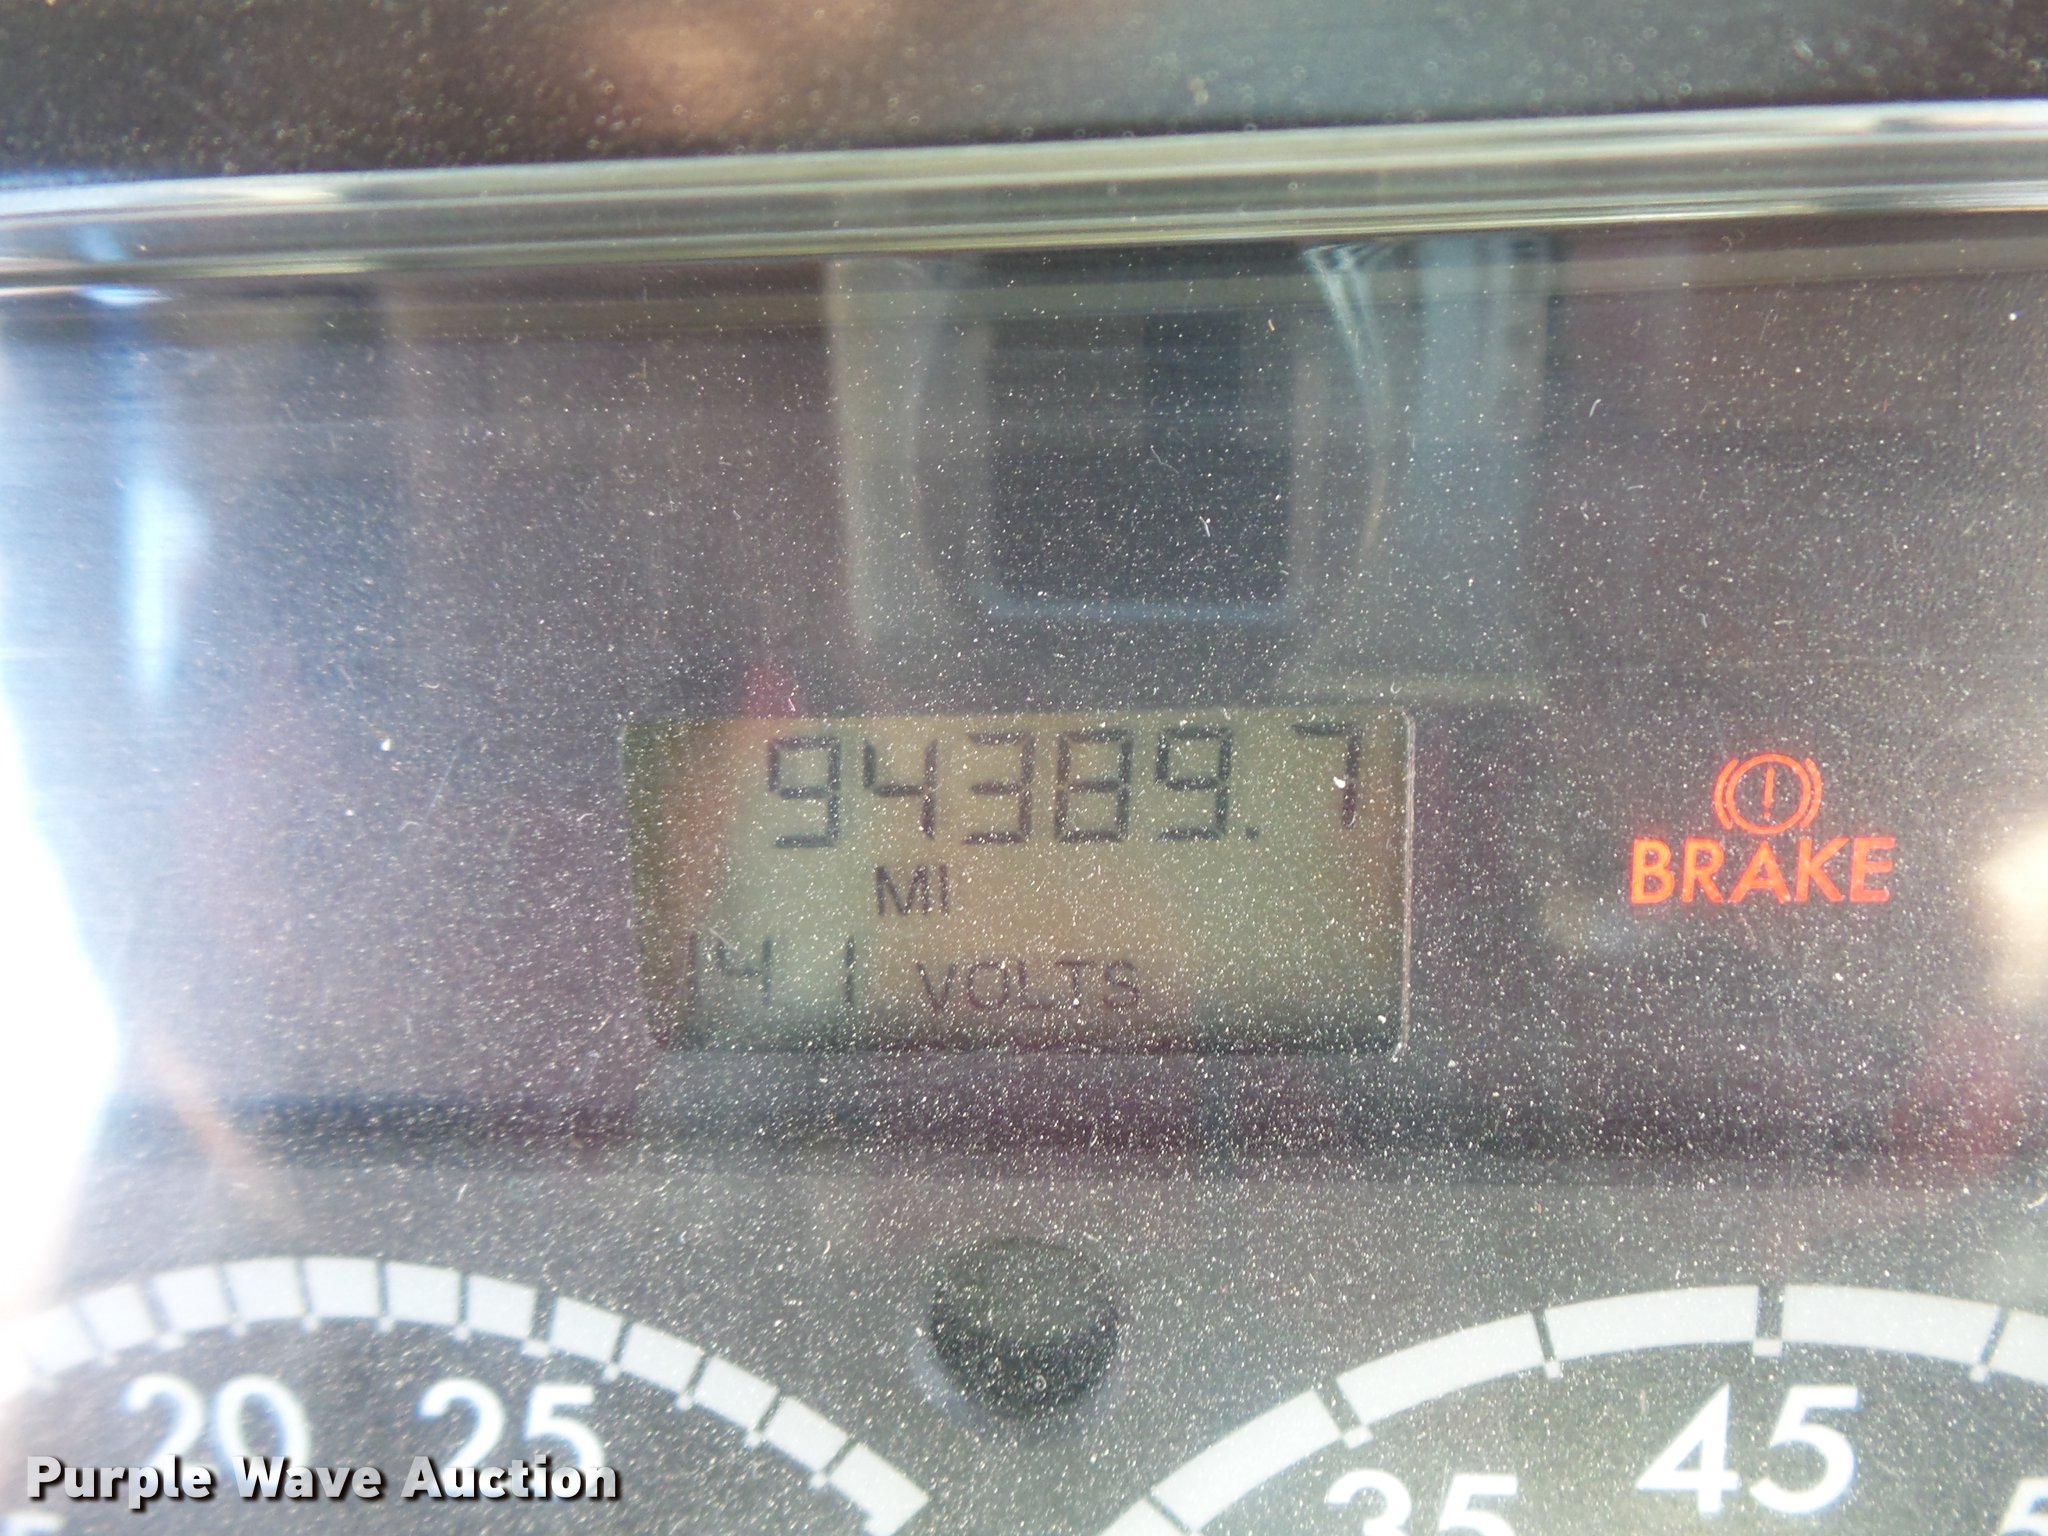 94389.7
MI
BRAKE
14.1 VOLTS
20 25
35 45
Purple Wave Auction